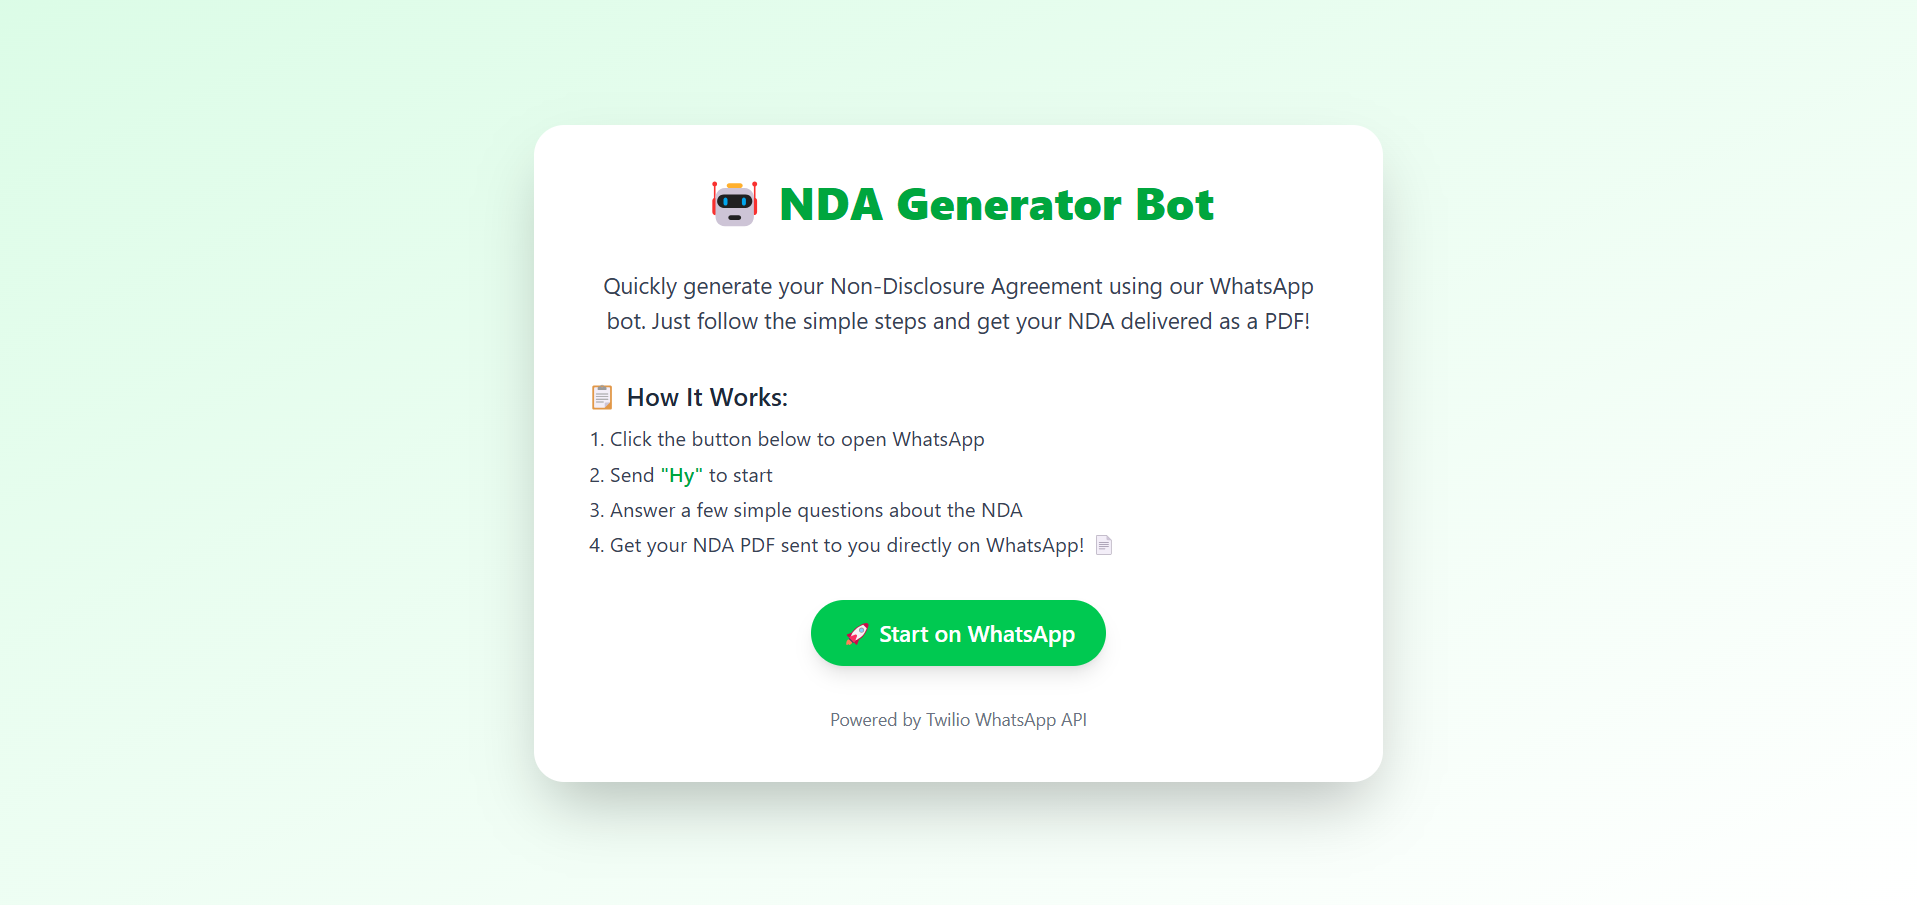 NDA Generator Bot
Quickly generate your Non-Disclosure Agreement using our WhatsApp
bot. Just follow the simple steps and get your NDA delivered as a PDF!
How It Works:
1. Click the button below to open WhatsApp
2. Send "Hy" to start
3. Answer a few simple questions about the NDA
4. Get your NDA PDF sent to you directly on WhatsApp!
Start on WhatsApp
Powered by Twilio WhatsApp API